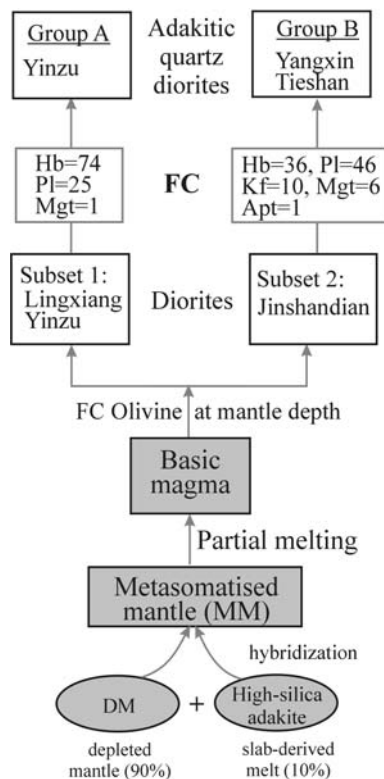 Group A
Yinzu
Adakitic
quartz
diorites
Group B
Yangxin
Tieshan
Hb=74
Pl=25
Mgt=1
FC
Hb=36, Pl=46
Kf=10, Mgt=6
Apt=1
Subset 1:
Lingxiang
Yinzu
Diorites
Subset 2:
Jinshandian
FC Olivine at mantle depth
Basic
magma
Partial melting
Metasomatised
mantle (MM)
hybridization
DM
+
High-silica
adakite
depleted
mantle (90%)
slab-derived
melt (10%)